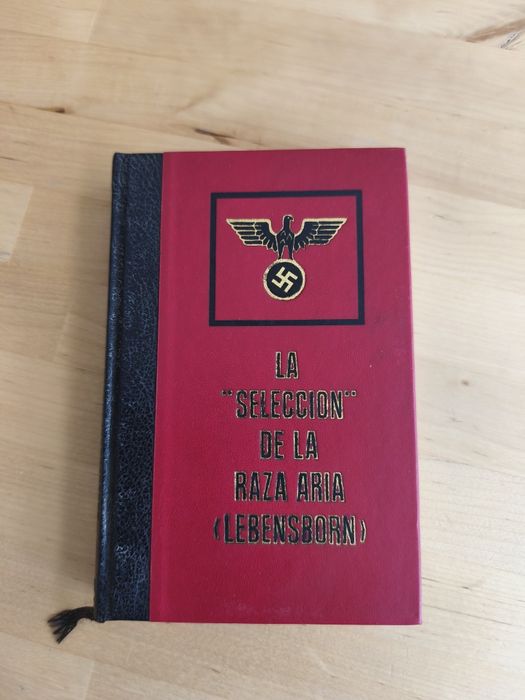 LA
"SELECCION"
DE LA
RAZA ARIA
‹LEBENSBORN›